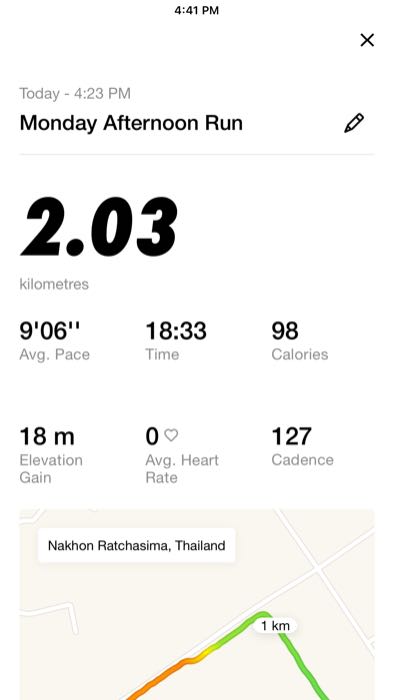 4:41 PM
Today - 4:23 PM
Monday Afternoon Run
2.03
kilometres
9'06''
18:33
98
Avg. Pace
Time
Calories
18 m
0
127
Elevation
Gain
Avg. Heart
Rate
Cadence
Nakhon Ratchasima, Thailand
1 km